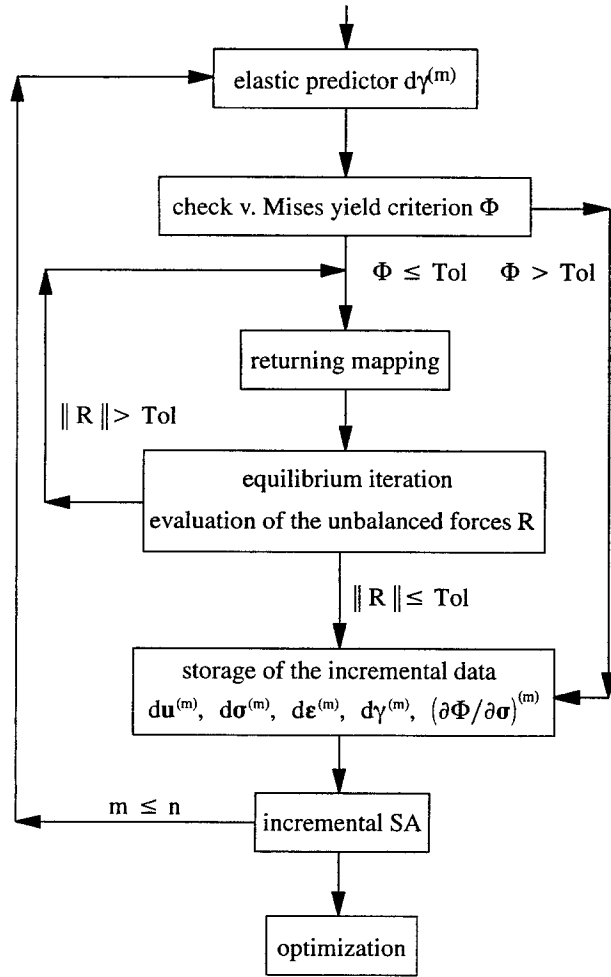 elastic predictor dγ⁽ᵐ⁾
check v. Mises yield criterion Φ
Φ ≤ Tol Φ > Tol
returning mapping
‖ R ‖ > Tol
equilibrium iteration
evaluation of the unbalanced forces R
‖ R ‖ ≤ Tol
storage of the incremental data
du⁽ᵐ⁾, dσ⁽ᵐ⁾, dε⁽ᵐ⁾, dγ⁽ᵐ⁾, (∂Φ/∂σ)⁽ᵐ⁾
m ≤ n
incremental SA
optimization